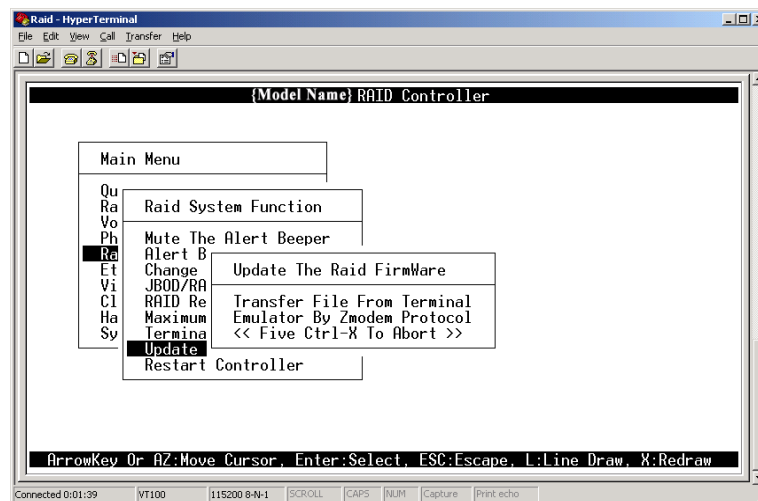 Raid - HyperTerminal
File Edit View Call Transfer Help
{Model Name} RAID Controller
Main Menu
Qu
Ra
Vo
Ph
Ra
Et
Vi
Cl
Ha
Sy
Raid System Function
Mute The Alert Beeper
Alert B
Change
JBOD/RA
RAID Re
Maximum
Termina
Update
Restart Controller
Update The Raid FirmWare
Transfer File From Terminal
Emulator By Zmodem Protocol
<< Five Ctrl-X To Abort >>
ArrowKey Or AZ:Move Cursor, Enter:Select, ESC:Escape, L:Line Draw, X:Redraw
Connected 0:01:39 VT100 115200 8-N-1 SCROLL CAPS NUM Capture Print echo